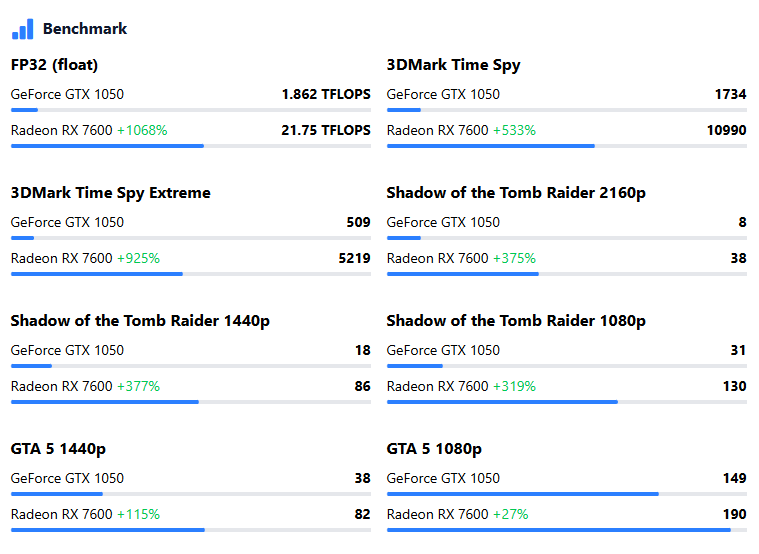 Benchmark
FP32 (float)
GeForce GTX 1050 1.862 TFLOPS
Radeon RX 7600 +1068% 21.75 TFLOPS
3DMark Time Spy
GeForce GTX 1050 1734
Radeon RX 7600 +533% 10990
3DMark Time Spy Extreme
GeForce GTX 1050 509
Radeon RX 7600 +925% 5219
Shadow of the Tomb Raider 2160p
GeForce GTX 1050 8
Radeon RX 7600 +375% 38
Shadow of the Tomb Raider 1440p
GeForce GTX 1050 18
Radeon RX 7600 +377% 86
Shadow of the Tomb Raider 1080p
GeForce GTX 1050 31
Radeon RX 7600 +319% 130
GTA 5 1440p
GeForce GTX 1050 38
Radeon RX 7600 +115% 82
GTA 5 1080p
GeForce GTX 1050 149
Radeon RX 7600 +27% 190